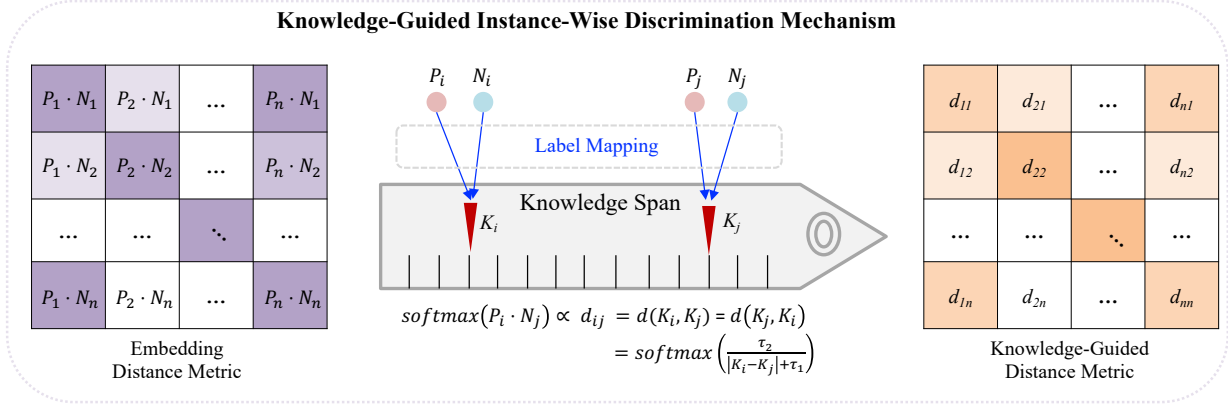 Knowledge-Guided Instance-Wise Discrimination Mechanism
P₁ · N₁ P₂ · N₁ ... Pₙ · N₁
P₁ · N₂ P₂ · N₂ ... Pₙ · N₂
... ... ⋱ ...
P₁ · Nₙ P₂ · Nₙ ... Pₙ · Nₙ
Embedding
Distance Metric
Pᵢ Nᵢ Pⱼ Nⱼ
Label Mapping
Knowledge Span
Kᵢ Kⱼ
softmax(Pᵢ · Nⱼ) ∝ dᵢⱼ = d(Kᵢ, Kⱼ) = d(Kⱼ, Kᵢ)
= softmax(τ₂ / |Kᵢ−Kⱼ|+τ₁)
d₁₁ d₂₁ ... dₙ₁
d₁₂ d₂₂ ... dₙ₂
... ... ⋱ ...
d₁ₙ d₂ₙ ... dₙₙ
Knowledge-Guided
Distance Metric